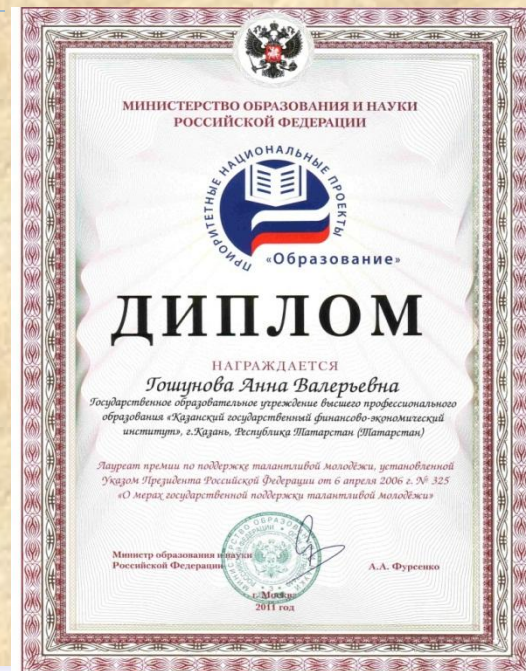 МИНИСТЕРСТВО ОБРАЗОВАНИЯ И НАУКИ
РОССИЙСКОЙ ФЕДЕРАЦИИ
ПРИОРИТЕТНЫЕ НАЦИОНАЛЬНЫЕ ПРОЕКТЫ
«Образование»
ДИПЛОМ
НАГРАЖДАЕТСЯ
Гошунова Анна Валерьевна
Государственное образовательное учреждение высшего профессионального
образования «Казанский государственный финансово-экономический
институт», г.Казань, Республика Татарстан (Татарстан)
Лауреат премии по поддержке талантливой молодёжи, установленной
Указом Президента Российской Федерации от 6 апреля 2006 г. № 325
«О мерах государственной поддержки талантливой молодёжи»
Министр образования и науки
Российской Федерации
А.А. Фурсенко
г. Москва
2011 год